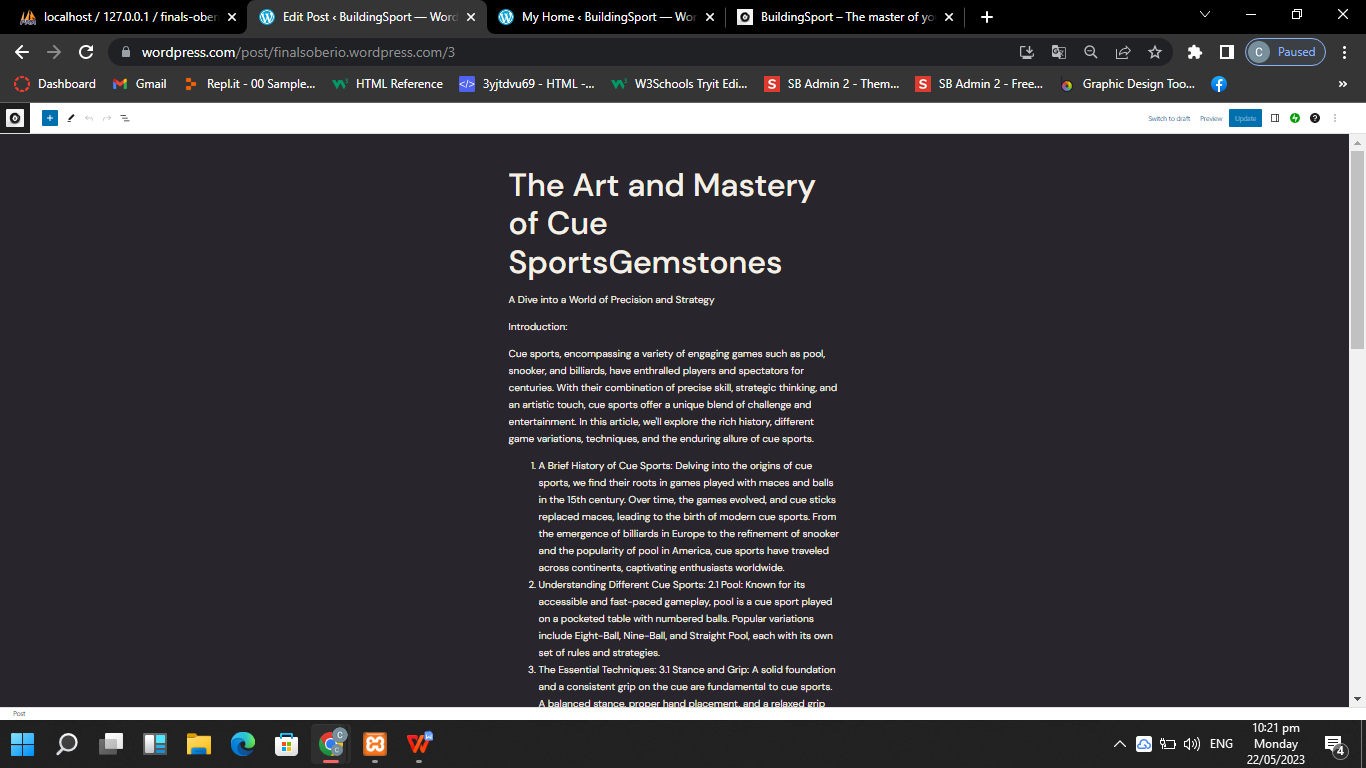 localhost / 127.0.0.1 / finals-ober
Edit Post ‹ BuildingSport — Word
My Home ‹ BuildingSport — Wor
BuildingSport – The master of yo
wordpress.com/post/finalsoberio.wordpress.com/3
C Paused
Dashboard
Gmail
Repl.it - 00 Sample...
HTML Reference
3yjtdvu69 - HTML -...
W3Schools Tryit Edi...
SB Admin 2 - Them...
SB Admin 2 - Free...
Graphic Design Too...
»
Switch to draft
Preview
Update
The Art and Mastery
of Cue
SportsGemstones
A Dive into a World of Precision and Strategy
Introduction:
Cue sports, encompassing a variety of engaging games such as pool,
snooker, and billiards, have enthralled players and spectators for
centuries. With their combination of precise skill, strategic thinking, and
an artistic touch, cue sports offer a unique blend of challenge and
entertainment. In this article, we'll explore the rich history, different
game variations, techniques, and the enduring allure of cue sports.
1. A Brief History of Cue Sports: Delving into the origins of cue
sports, we find their roots in games played with maces and balls
in the 15th century. Over time, the games evolved, and cue sticks
replaced maces, leading to the birth of modern cue sports. From
the emergence of billiards in Europe to the refinement of snooker
and the popularity of pool in America, cue sports have traveled
across continents, captivating enthusiasts worldwide.
2. Understanding Different Cue Sports: 2.1 Pool: Known for its
accessible and fast-paced gameplay, pool is a cue sport played
on a pocketed table with numbered balls. Popular variations
include Eight-Ball, Nine-Ball, and Straight Pool, each with its own
set of rules and strategies.
3. The Essential Techniques: 3.1 Stance and Grip: A solid foundation
and a consistent grip on the cue are fundamental to cue sports.
A balanced stance, proper hand placement, and a relaxed grip
Post
ENG
10:21 pm
Monday
22/05/2023
4